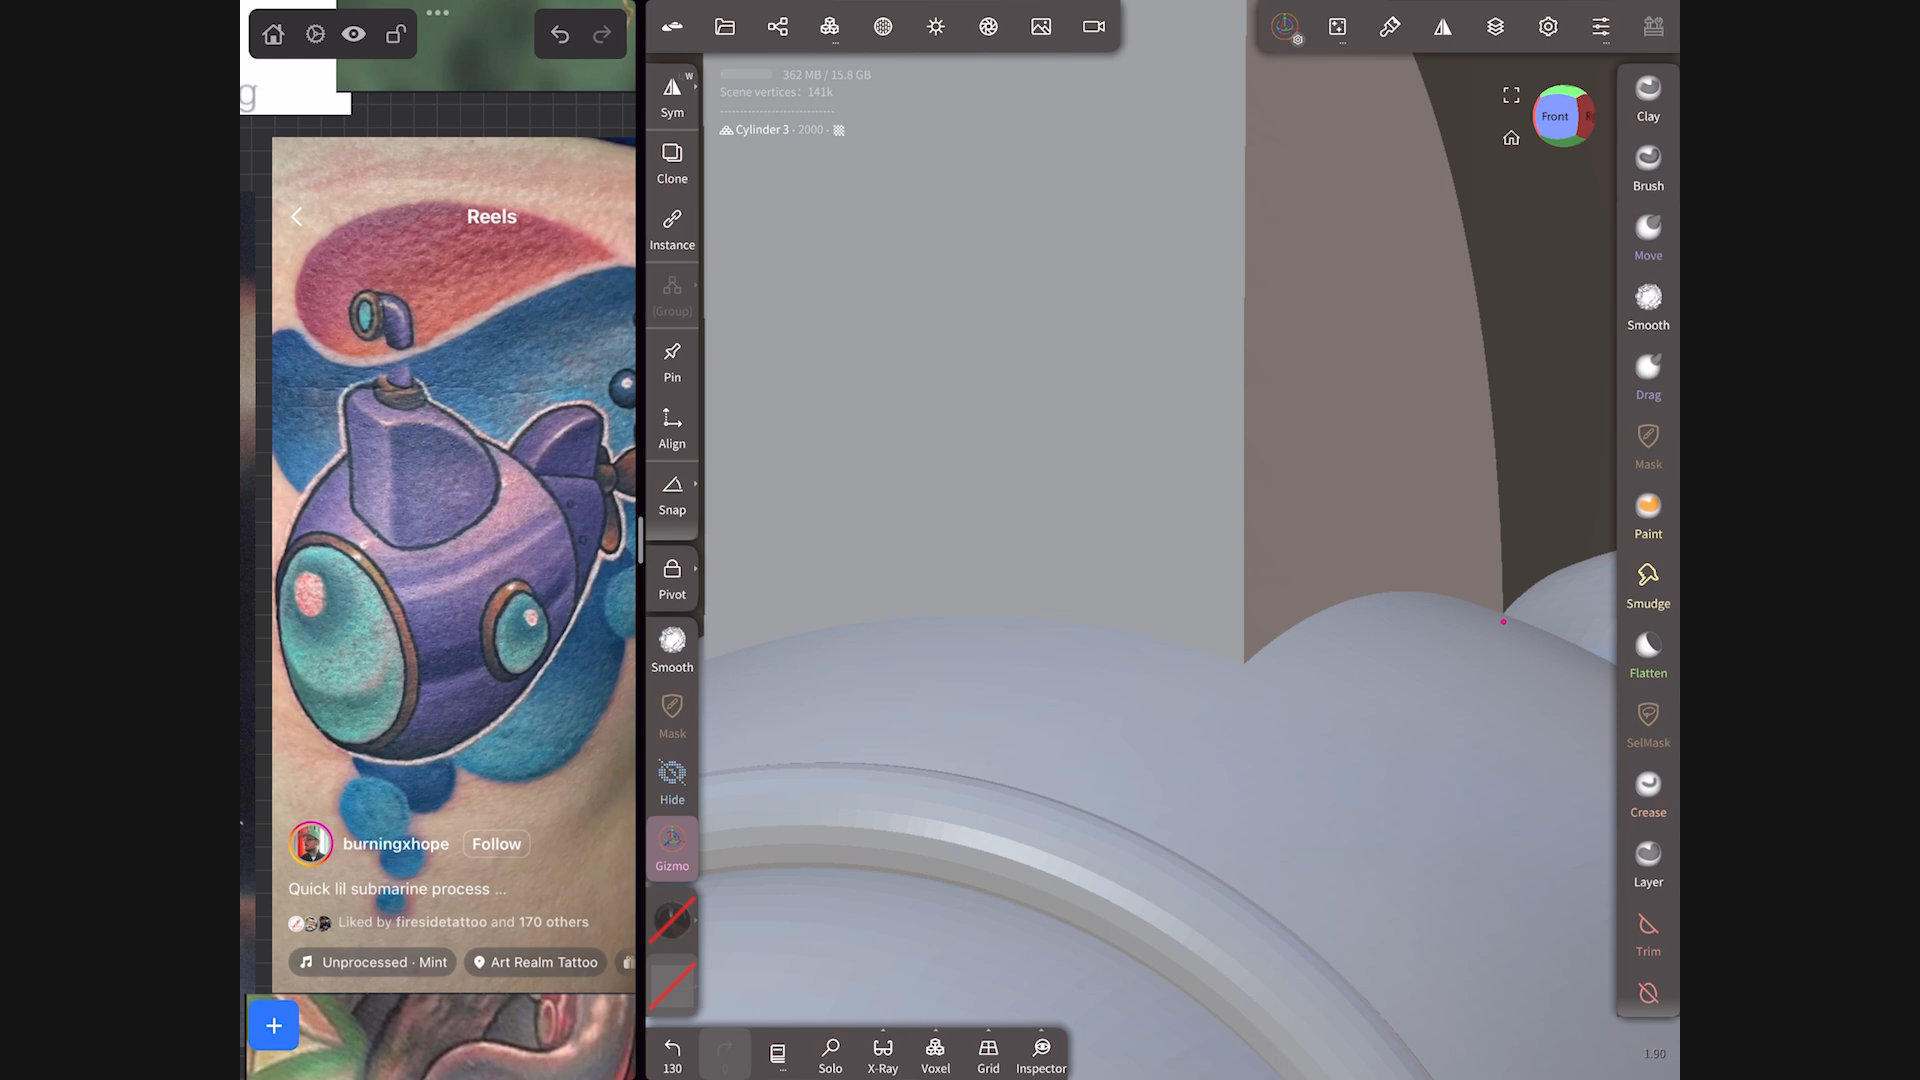 g
Reels
burningxhope
Follow
Quick lil submarine process ...
Liked by firesidetattoo and 170 others
Unprocessed · Mint
Art Realm Tattoo
W
Sym
Clone
Instance
(Group)
Pin
Align
Snap
Pivot
Smooth
Mask
Hide
Gizmo
362 MB / 15.8 GB
Scene vertices: 141k
Cylinder 3 · 2000 ·
Front
Clay
Brush
Move
Smooth
Drag
Mask
Paint
Smudge
Flatten
SelMask
Crease
Layer
Trim
130
0
Solo
X-Ray
Voxel
Grid
Inspector
1.90